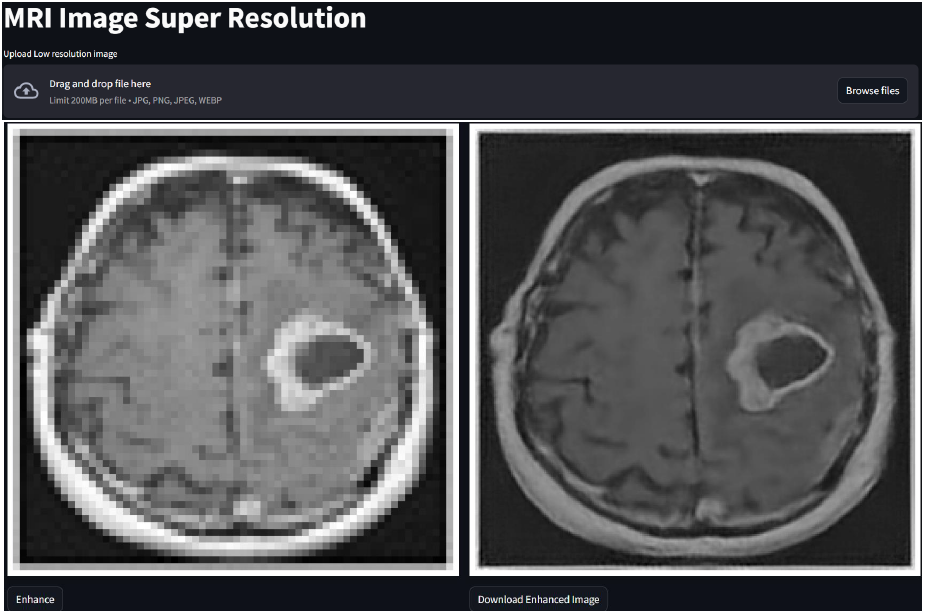 MRI Image Super Resolution
Upload Low resolution image
Drag and drop file here
Limit 200MB per file • JPG, PNG, JPEG, WEBP
Browse files
Enhance
Download Enhanced Image